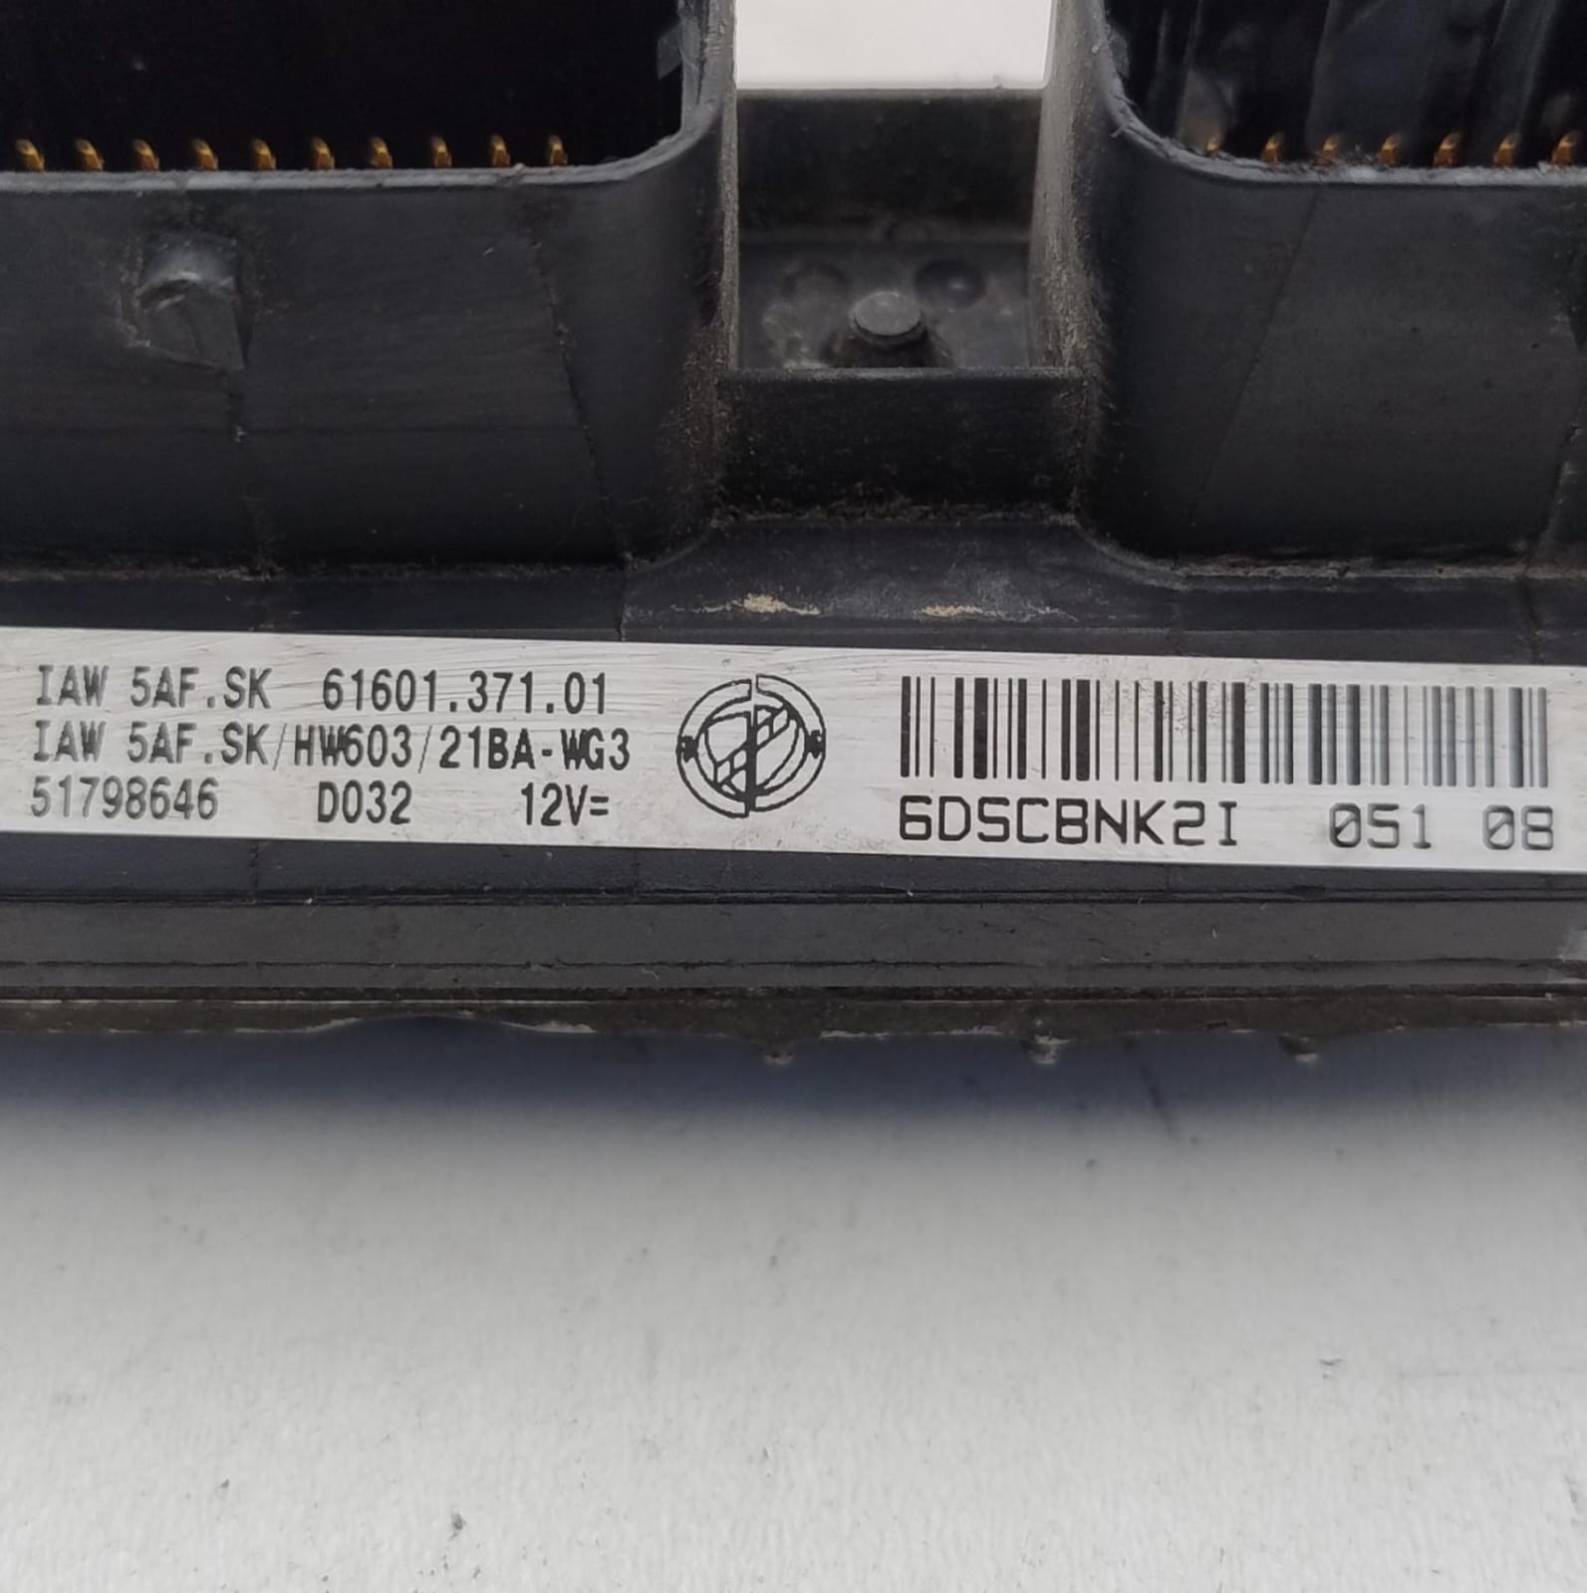 IAW 5AF.SK 61601.371.01
IAW 5AF.SK/HW603/21BA-WG3
51798646 D032 12V=
6DSCBNK2I 051 08